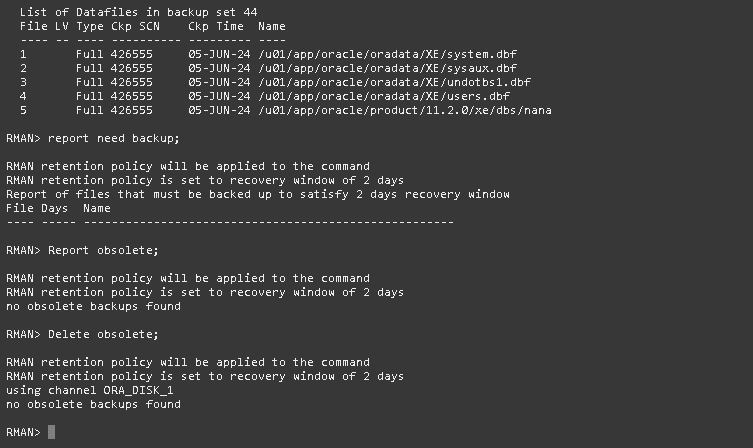 List of Datafiles in backup set 44
File LV Type Ckp SCN    Ckp Time  Name
---- -- ---- ---------- --------- ----
1       Full 426555     05-JUN-24 /u01/app/oracle/oradata/XE/system.dbf
2       Full 426555     05-JUN-24 /u01/app/oracle/oradata/XE/sysaux.dbf
3       Full 426555     05-JUN-24 /u01/app/oracle/oradata/XE/undotbs1.dbf
4       Full 426555     05-JUN-24 /u01/app/oracle/oradata/XE/users.dbf
5       Full 426555     05-JUN-24 /u01/app/oracle/product/11.2.0/xe/dbs/nana
RMAN> report need backup;
RMAN retention policy will be applied to the command
RMAN retention policy is set to recovery window of 2 days
Report of files that must be backed up to satisfy 2 days recovery window
File Days  Name
---- ----- -----------------------------------------------------
RMAN> Report obsolete;
RMAN retention policy will be applied to the command
RMAN retention policy is set to recovery window of 2 days
no obsolete backups found
RMAN> Delete obsolete;
RMAN retention policy will be applied to the command
RMAN retention policy is set to recovery window of 2 days
using channel ORA_DISK_1
no obsolete backups found
RMAN>